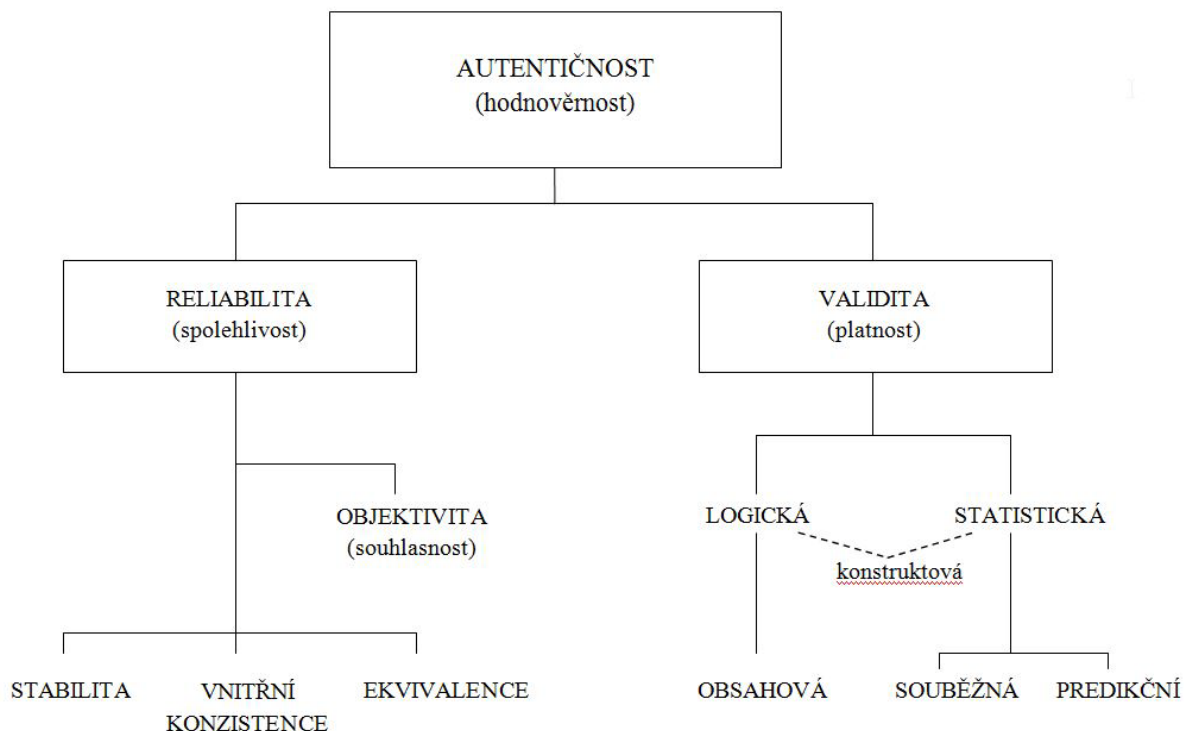 AUTENTIČNOST
(hodnověrnost)
RELIABILITA
(spolehlivost)
VALIDITA
(platnost)
OBJEKTIVITA
(souhlasnost)
LOGICKÁ
STATISTICKÁ
konstruktová
STABILITA
VNITŘNÍ
KONZISTENCE
EKVIVALENCE
OBSAHOVÁ
SOUBĚŽNÁ
PREDIKČNÍ